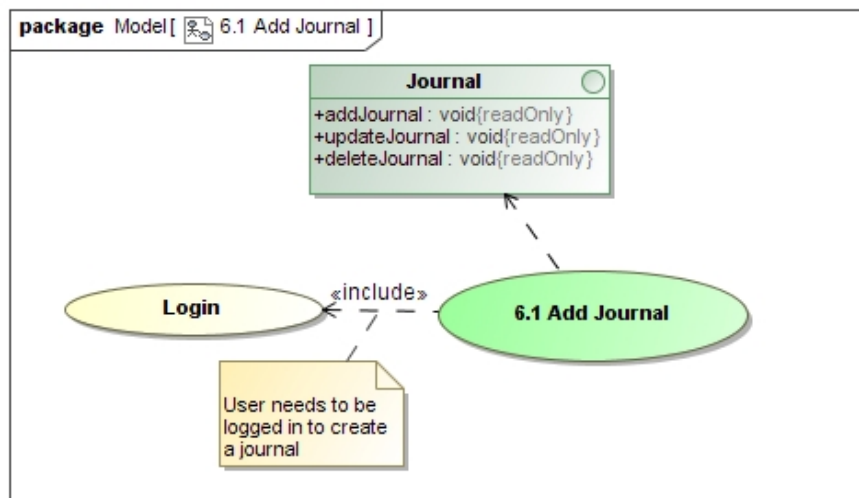 package Model[ 6.1 Add Journal ]
Journal
+addJournal : void{readOnly}
+updateJournal : void{readOnly}
+deleteJournal : void{readOnly}
«include»
Login
6.1 Add Journal
User needs to be
logged in to create
a journal